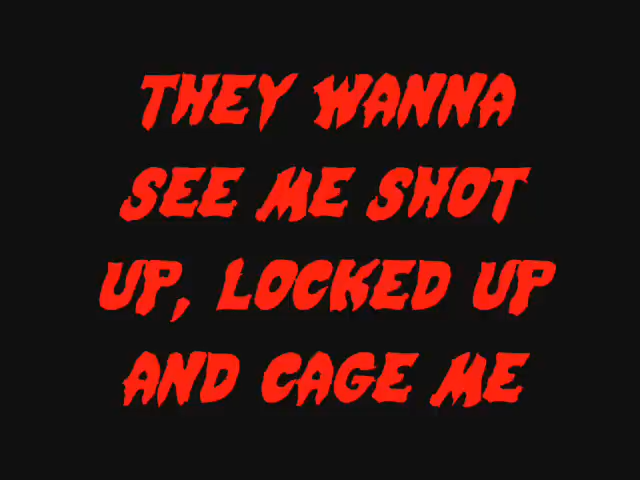 THEY WANNA
SEE ME SHOT
UP, LOCKED UP
AND CAGE ME